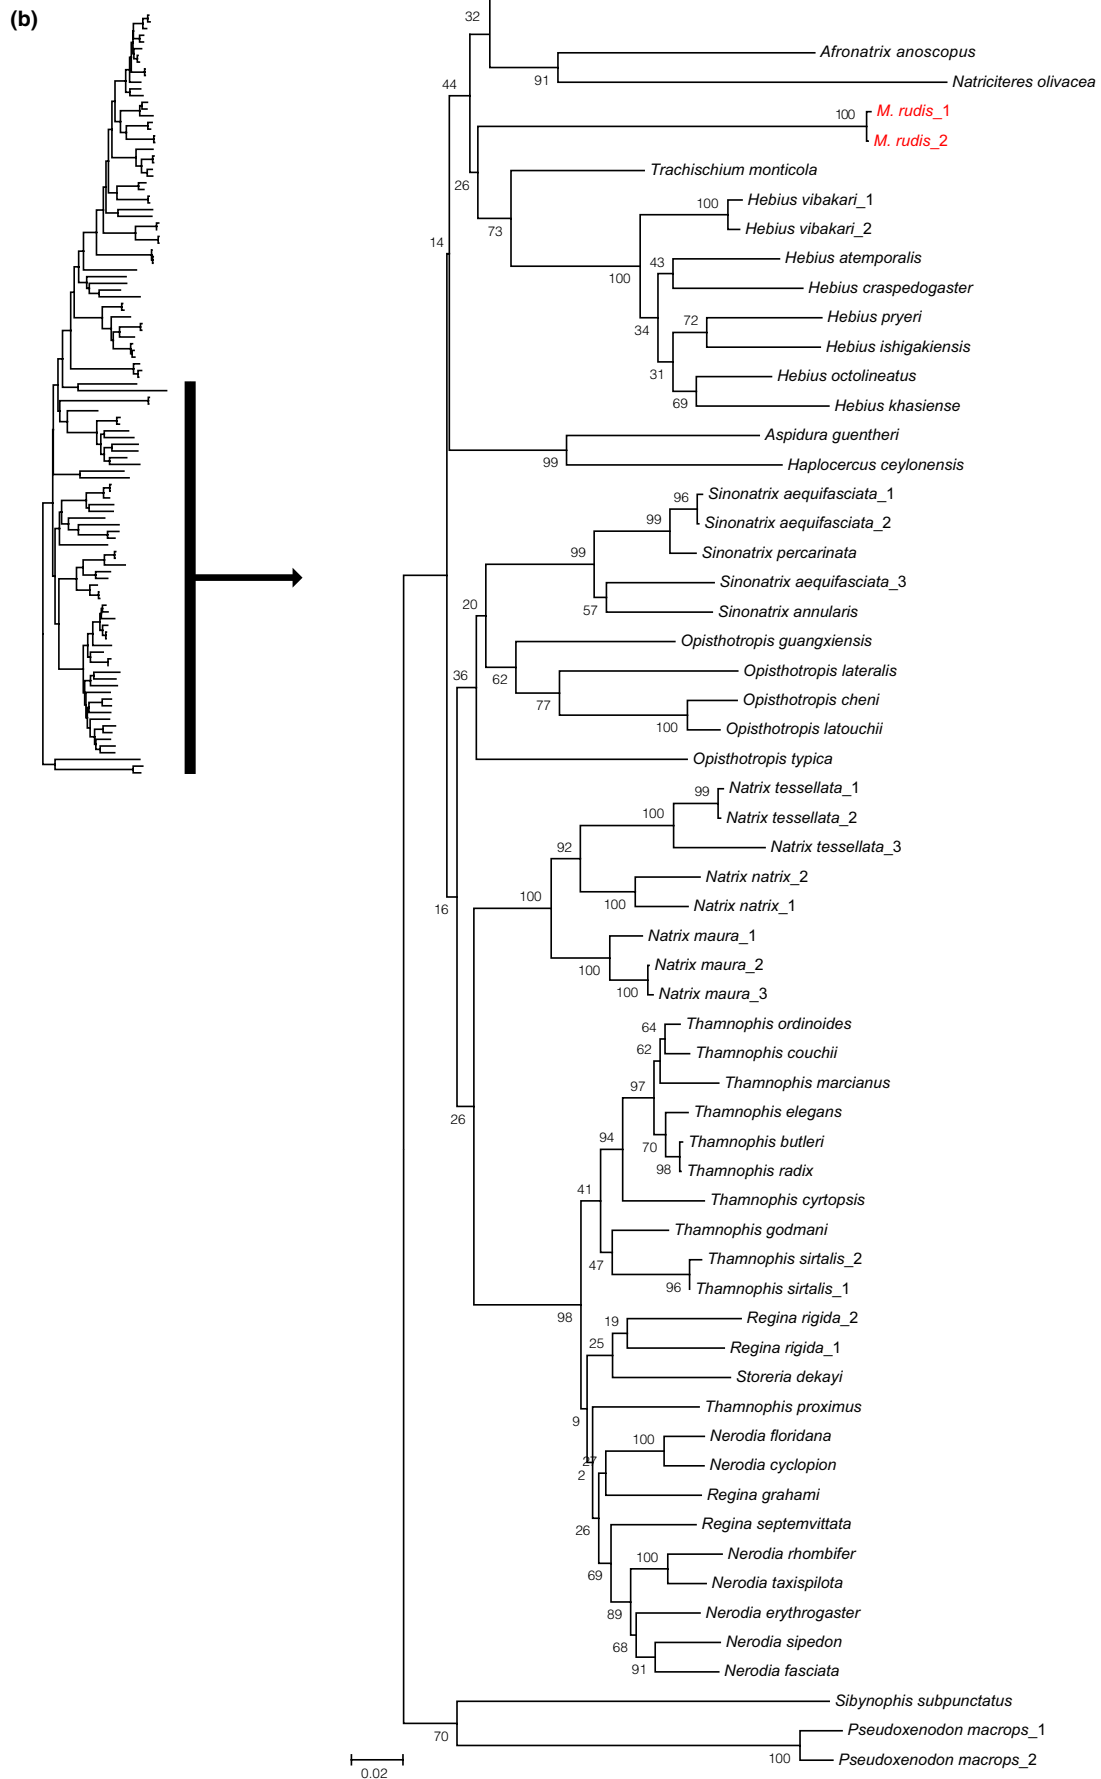 (b)
32
Afronatrix anoscopus
91
Natriciteres olivacea
44
100
M. rudis_1
M. rudis_2
26
Trachischium monticola
73
100
Hebius vibakari_1
Hebius vibakari_2
14
100
43
Hebius atemporalis
Hebius craspedogaster
34
72
Hebius pryeri
Hebius ishigakiensis
31
Hebius octolineatus
69
Hebius khasiense
Aspidura guentheri
99
Haplocercus ceylonensis
96
Sinonatrix aequifasciata_1
99
Sinonatrix aequifasciata_2
99
Sinonatrix percarinata
Sinonatrix aequifasciata_3
57
Sinonatrix annularis
20
Opisthotropis guangxiensis
36
62
Opisthotropis lateralis
77
Opisthotropis cheni
100
Opisthotropis latouchii
Opisthotropis typica
99
Natrix tessellata_1
100
Natrix tessellata_2
92
Natrix tessellata_3
Natrix natrix_2
100
100
Natrix natrix_1
16
Natrix maura_1
100
Natrix maura_2
100
Natrix maura_3
64
Thamnophis ordinoides
62
Thamnophis couchii
97
Thamnophis marcianus
26
Thamnophis elegans
94
70
Thamnophis butleri
98
Thamnophis radix
41
Thamnophis cyrtopsis
Thamnophis godmani
47
Thamnophis sirtalis_2
96
Thamnophis sirtalis_1
98
19
Regina rigida_2
25
Regina rigida_1
Storeria dekayi
9
Thamnophis proximus
100
Nerodia floridana
27
2
Nerodia cyclopion
Regina grahami
26
Regina septemvittata
69
100
Nerodia rhombifer
Nerodia taxispilota
89
Nerodia erythrogaster
68
Nerodia sipedon
91
Nerodia fasciata
Sibynophis subpunctatus
70
Pseudoxenodon macrops_1
100
Pseudoxenodon macrops_2
0.02